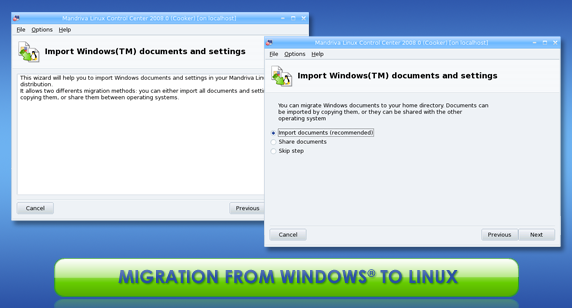 Mandriva Linux Control Center 2008.0 (Cooker) [on localhost]
File Options Help
Import Windows(TM) documents and settings
This wizard will help you to import Windows documents and settings in your Mandriva Lin
distribution.
It allows two differents migration methods: you can either import all documents and setti
copying them, or share them between operating systems.
Cancel
Previous
Mandriva Linux Control Center 2008.0 (Cooker) [on localhost]
File Options Help
Import Windows(TM) documents and settings
You can migrate Windows documents to your home directory. Documents can
be imported by copying them, or they can be shared with the other
operating system
Import documents (recommended)
Share documents
Skip step
Cancel
Previous Next
MIGRATION FROM WINDOWS® TO LINUX